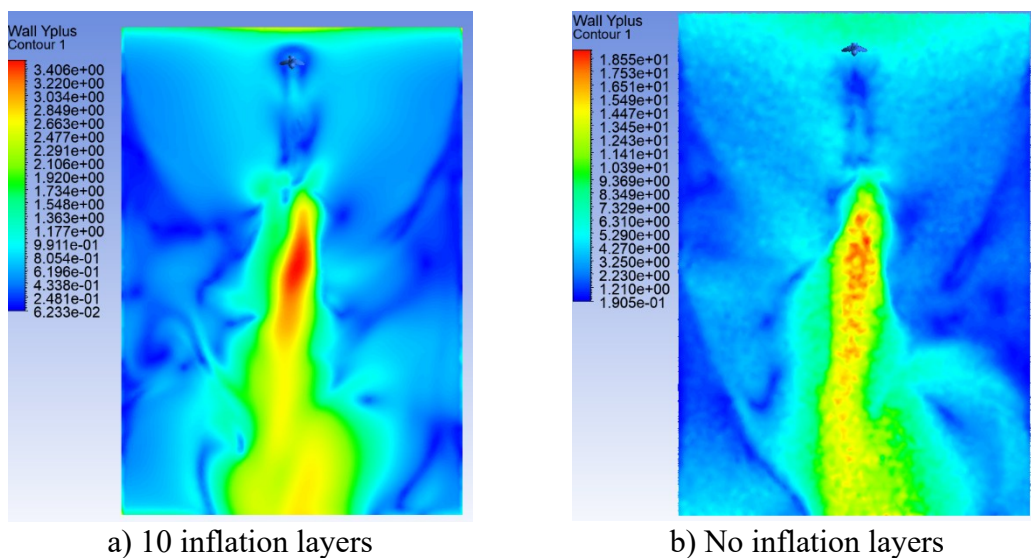 Wall Yplus
Contour 1
3.406e+00
3.220e+00
3.034e+00
2.849e+00
2.663e+00
2.477e+00
2.291e+00
2.106e+00
1.920e+00
1.734e+00
1.548e+00
1.363e+00
1.177e+00
9.911e-01
8.054e-01
6.196e-01
4.338e-01
2.481e-01
6.233e-02
a) 10 inflation layers
Wall Yplus
Contour 1
1.855e+01
1.753e+01
1.651e+01
1.549e+01
1.447e+01
1.345e+01
1.243e+01
1.141e+01
1.039e+01
9.369e+00
8.349e+00
7.329e+00
6.310e+00
5.290e+00
4.270e+00
3.250e+00
2.230e+00
1.210e+00
1.905e-01
b) No inflation layers